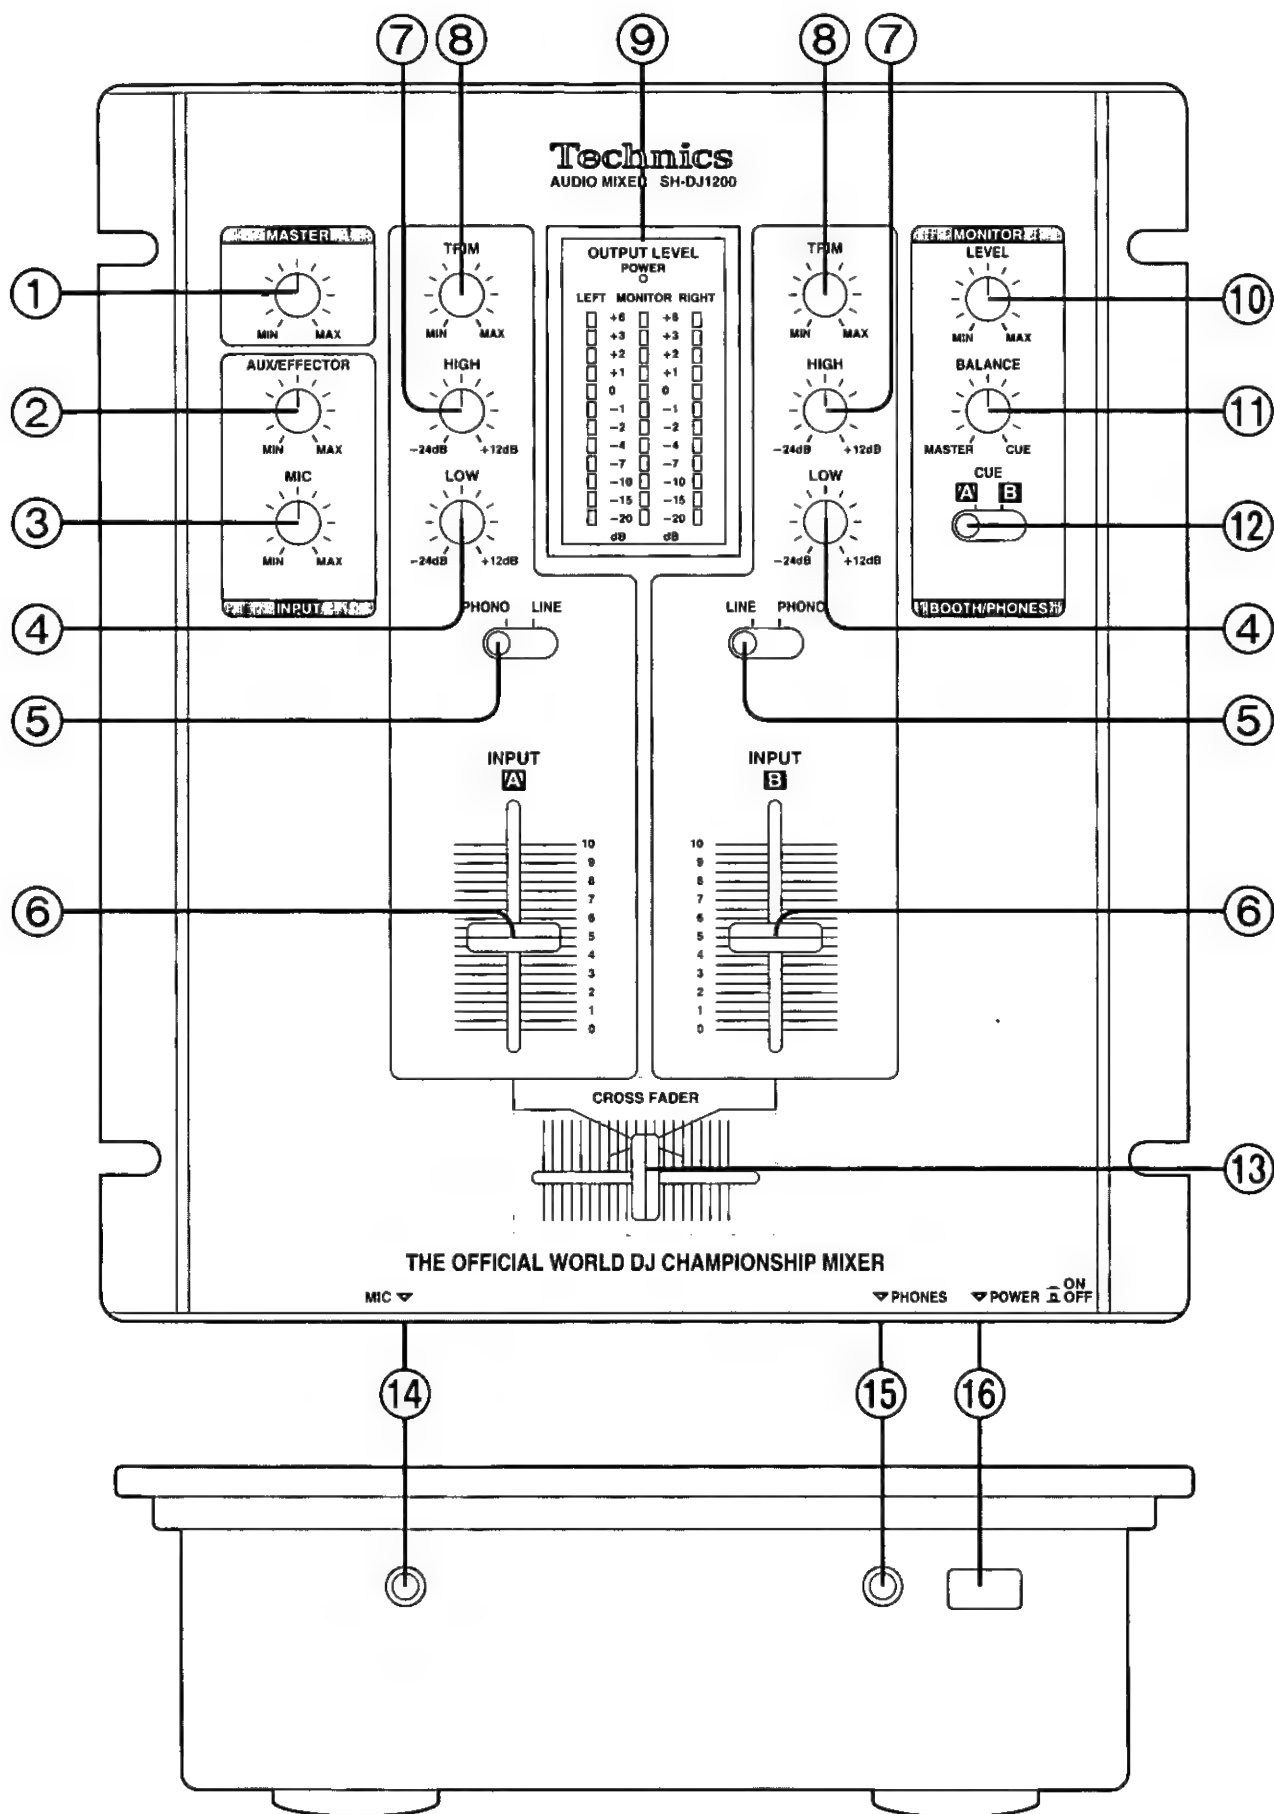 ⑦ ⑧ ⑨ ⑧ ⑦
Technics
AUDIO MIXER SH-DJ1200
MASTER
①
MIN MAX
AUX/EFFECTOR
②
MIN MAX
MIC
③
MIN MAX
INPUT
TRIM
MIN MAX
HIGH
-24dB +12dB
LOW
-24dB +12dB
④
PHONO LINE
⑤
INPUT
A
10
9
8
7
6
5
4
3
2
1
0
⑥
OUTPUT LEVEL
POWER
LEFT MONITOR RIGHT
+6 +6
+3 +3
+2 +2
+1 +1
0 0
-1 -1
-2 -2
-4 -4
-7 -7
-10 -10
-15 -15
-20 -20
dB dB
TRIM
MIN MAX
HIGH
-24dB +12dB
LOW
-24dB +12dB
④
LINE PHONO
⑤
INPUT
B
10
9
8
7
6
5
4
3
2
1
0
⑥
MONITOR
LEVEL
⑩
MIN MAX
BALANCE
⑪
MASTER CUE
CUE
A B
⑫
BOOTH/PHONES
CROSS FADER
⑬
THE OFFICIAL WORLD DJ CHAMPIONSHIP MIXER
MIC PHONES POWER ON
OFF
⑭ ⑮ ⑯